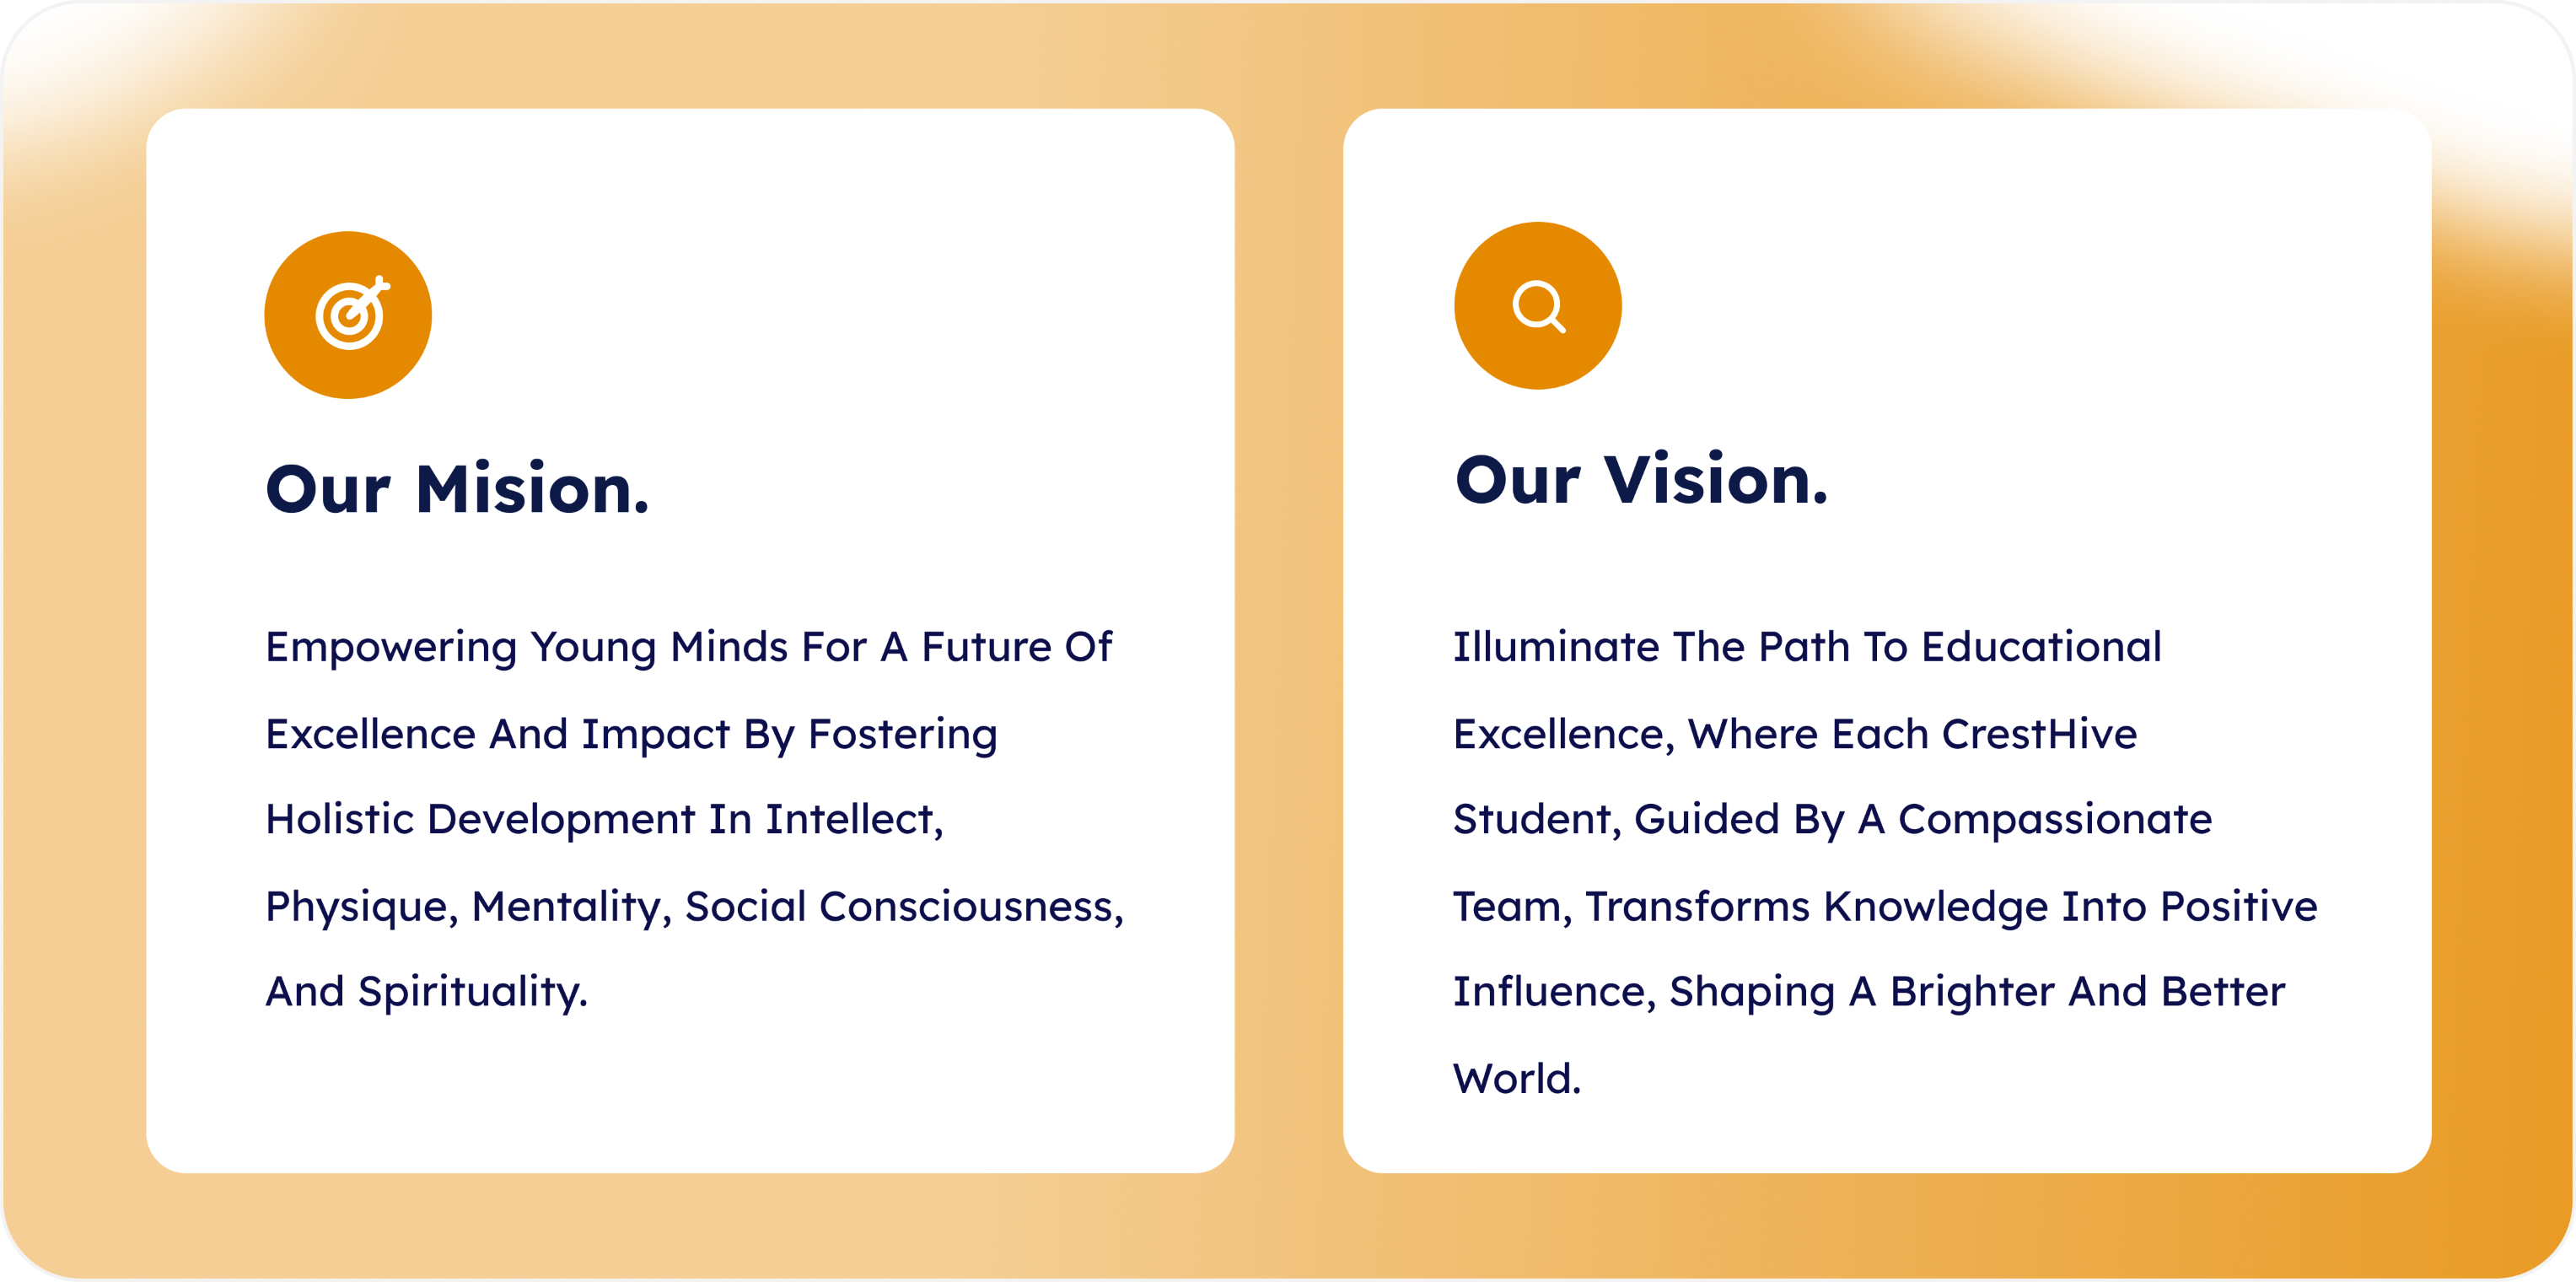 Our Mision.
Empowering Young Minds For A Future Of
Excellence And Impact By Fostering
Holistic Development In Intellect,
Physique, Mentality, Social Consciousness,
And Spirituality.
Our Vision.
Illuminate The Path To Educational
Excellence, Where Each CrestHive
Student, Guided By A Compassionate
Team, Transforms Knowledge Into Positive
Influence, Shaping A Brighter And Better
World.